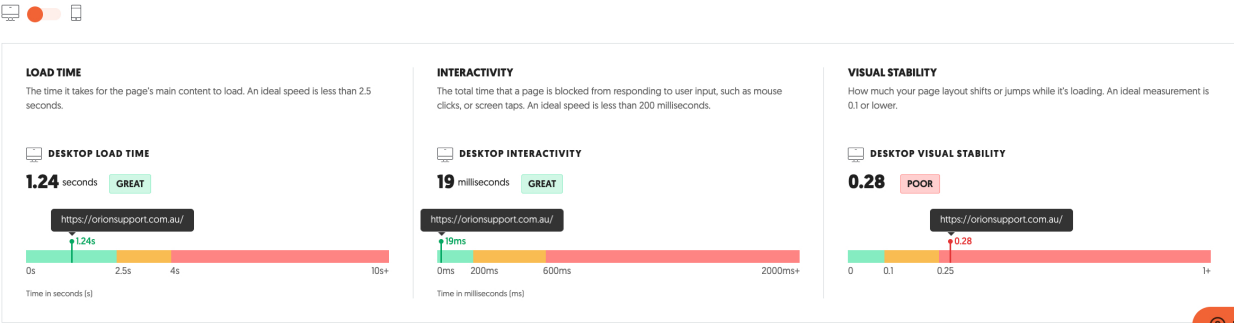 LOAD TIME
The time it takes for the page's main content to load. An ideal speed is less than 2.5
seconds.
DESKTOP LOAD TIME
1.24 seconds GREAT
https://orionsupport.com.au/
1.24s
0s 2.5s 4s 10s+
Time in seconds (s)
INTERACTIVITY
The total time that a page is blocked from responding to user input, such as mouse
clicks, or screen taps. An ideal speed is less than 200 milliseconds.
DESKTOP INTERACTIVITY
19 milliseconds GREAT
https://orionsupport.com.au/
19ms
0ms 200ms 600ms 2000ms+
Time in milliseconds (ms)
VISUAL STABILITY
How much your page layout shifts or jumps while it's loading. An ideal measurement is
0.1 or lower.
DESKTOP VISUAL STABILITY
0.28 POOR
https://orionsupport.com.au/
0.28
0 0.1 0.25 1+